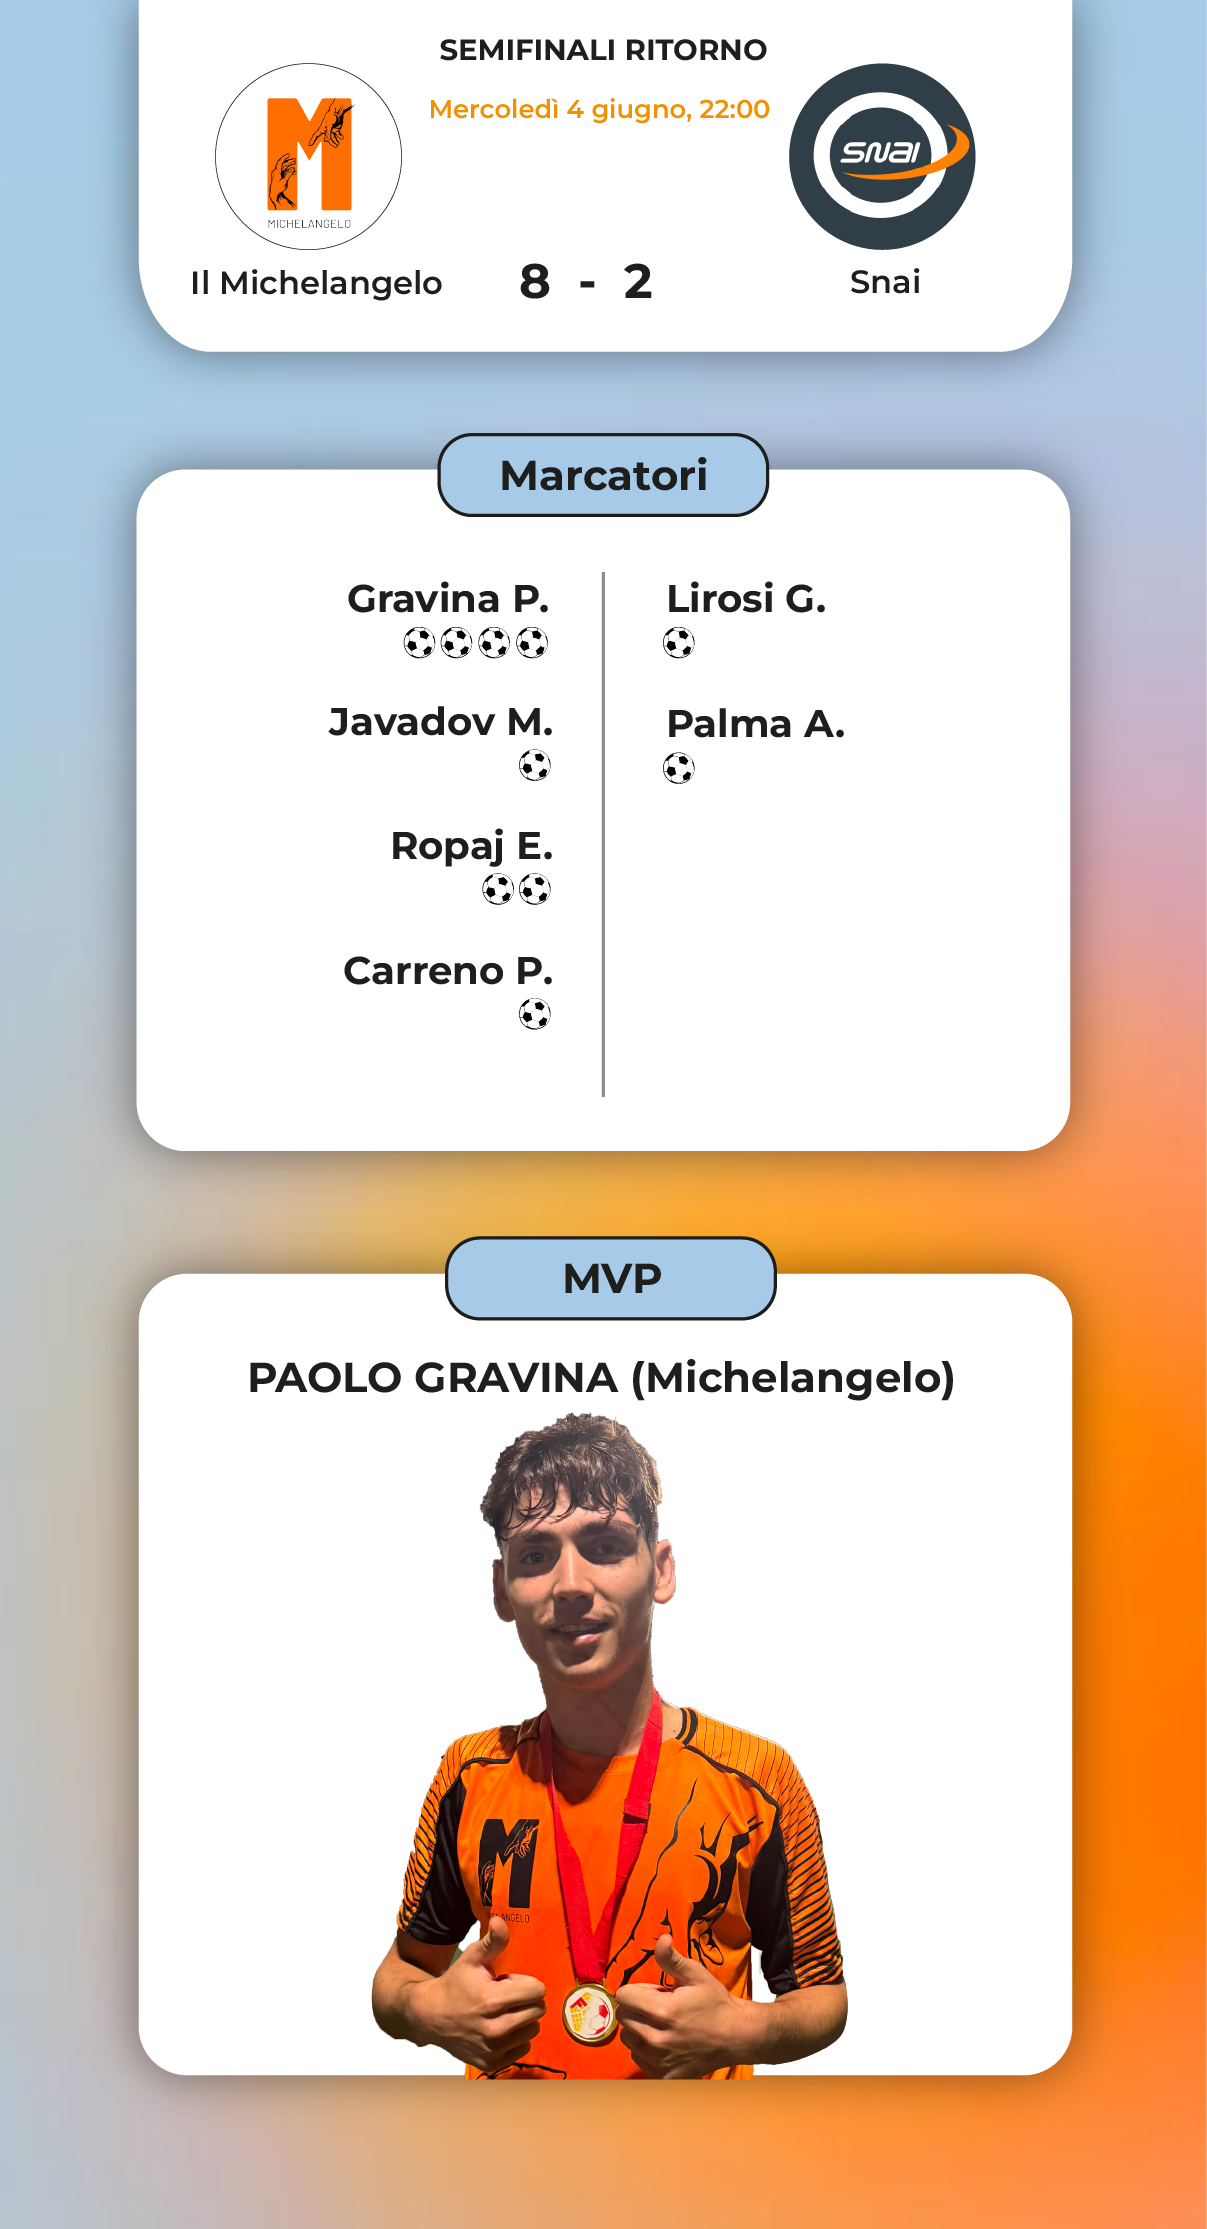 SEMIFINALI RITORNO
Mercoledì 4 giugno, 22:00
M
MICHELANGELO
snai
Il Michelangelo
8 - 2
Snai
Marcatori
Gravina P.
Lirosi G.
Javadov M.
Palma A.
Ropaj E.
Carreno P.
MVP
PAOLO GRAVINA (Michelangelo)
M